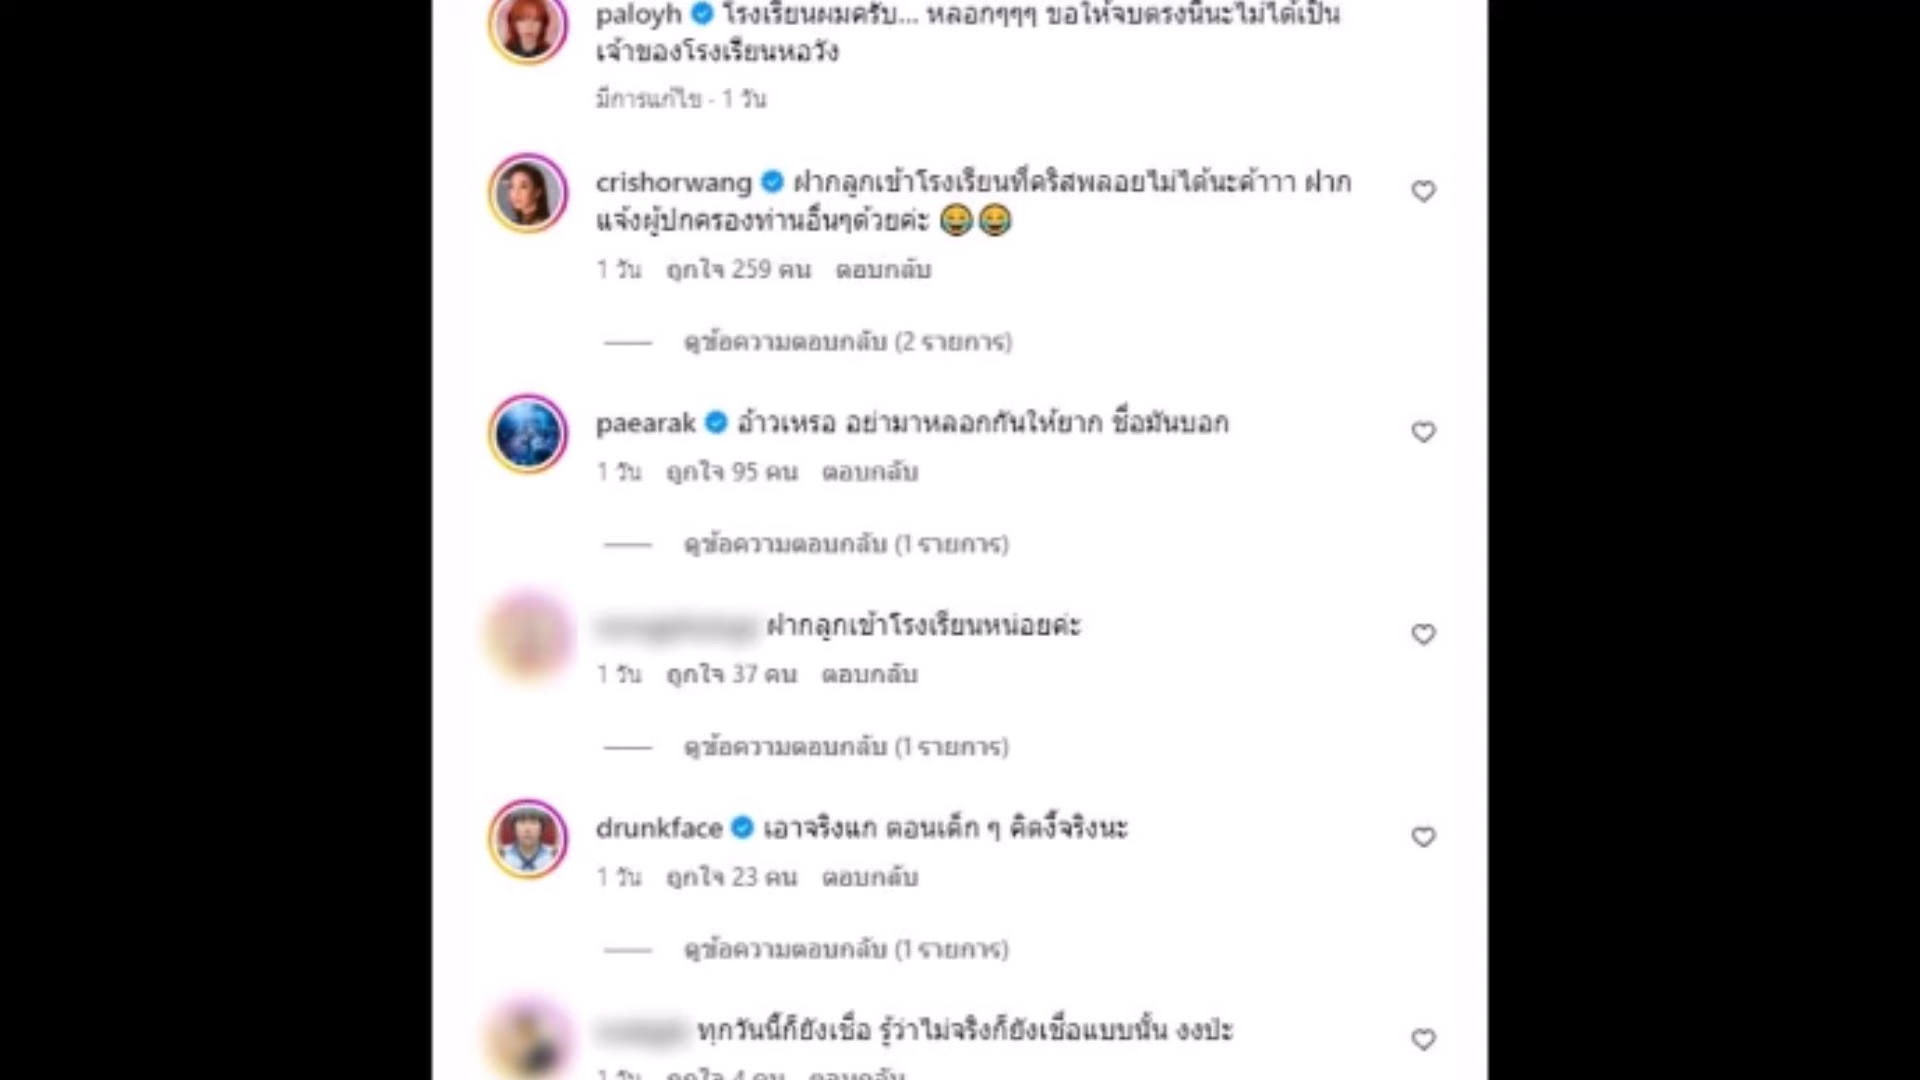 paloyh โรงเรียนผมครับ... หลอกๆๆๆ ขอให้จบตรงนี้นะไม่ได้เป็น
เจ้าของโรงเรียนหอวัง
มีการแก้ไข · 1 วัน
crishorwang ฝากลูกเข้าโรงเรียนที่คริสพลอยไม่ได้นะค้าาา ฝาก
แจ้งผู้ปกครองท่านอื่นๆด้วยค่ะ 😂😂
1 วัน ถูกใจ 259 คน ตอบกลับ
ดูข้อความตอบกลับ (2 รายการ)
paearak อ้าวเหรอ อย่ามาหลอกกันให้ยาก ชื่อมันบอก
1 วัน ถูกใจ 95 คน ตอบกลับ
ดูข้อความตอบกลับ (1 รายการ)
ฝากลูกเข้าโรงเรียนหน่อยค่ะ
1 วัน ถูกใจ 37 คน ตอบกลับ
ดูข้อความตอบกลับ (1 รายการ)
drunkface เอาจริงแก ตอนเด็ก ๆ คิดงี้จริงนะ
1 วัน ถูกใจ 23 คน ตอบกลับ
ดูข้อความตอบกลับ (1 รายการ)
ทุกวันนี้ก็ยังเชื่อ รู้ว่าไม่จริงก็ยังเชื่อแบบนั้น งงป่ะ
1 วัน ถูกใจ 4 คน ตอบกลับ